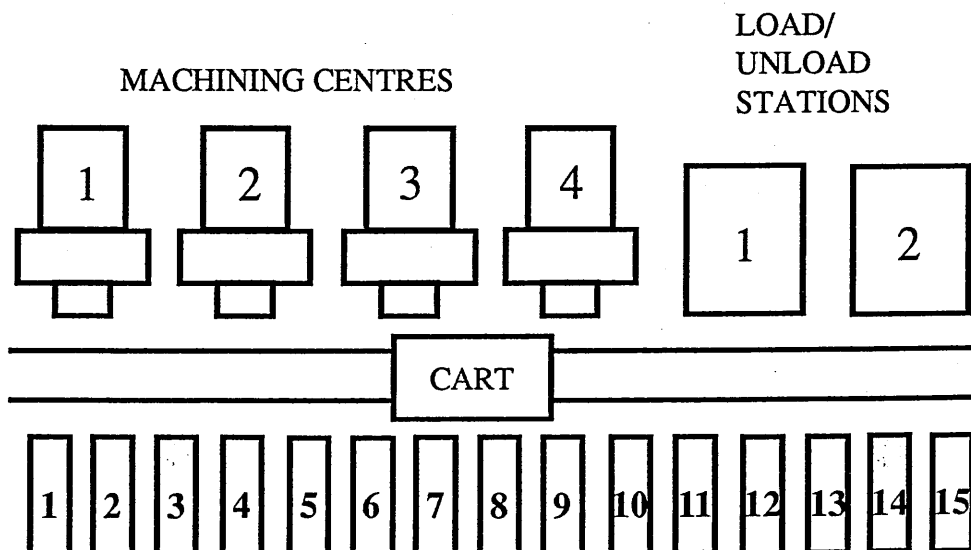 LOAD/
UNLOAD
STATIONS
MACHINING CENTRES
1 2 3 4
1 2
CART
1 2 3 4 5 6 7 8 9 10 11 12 13 14 15